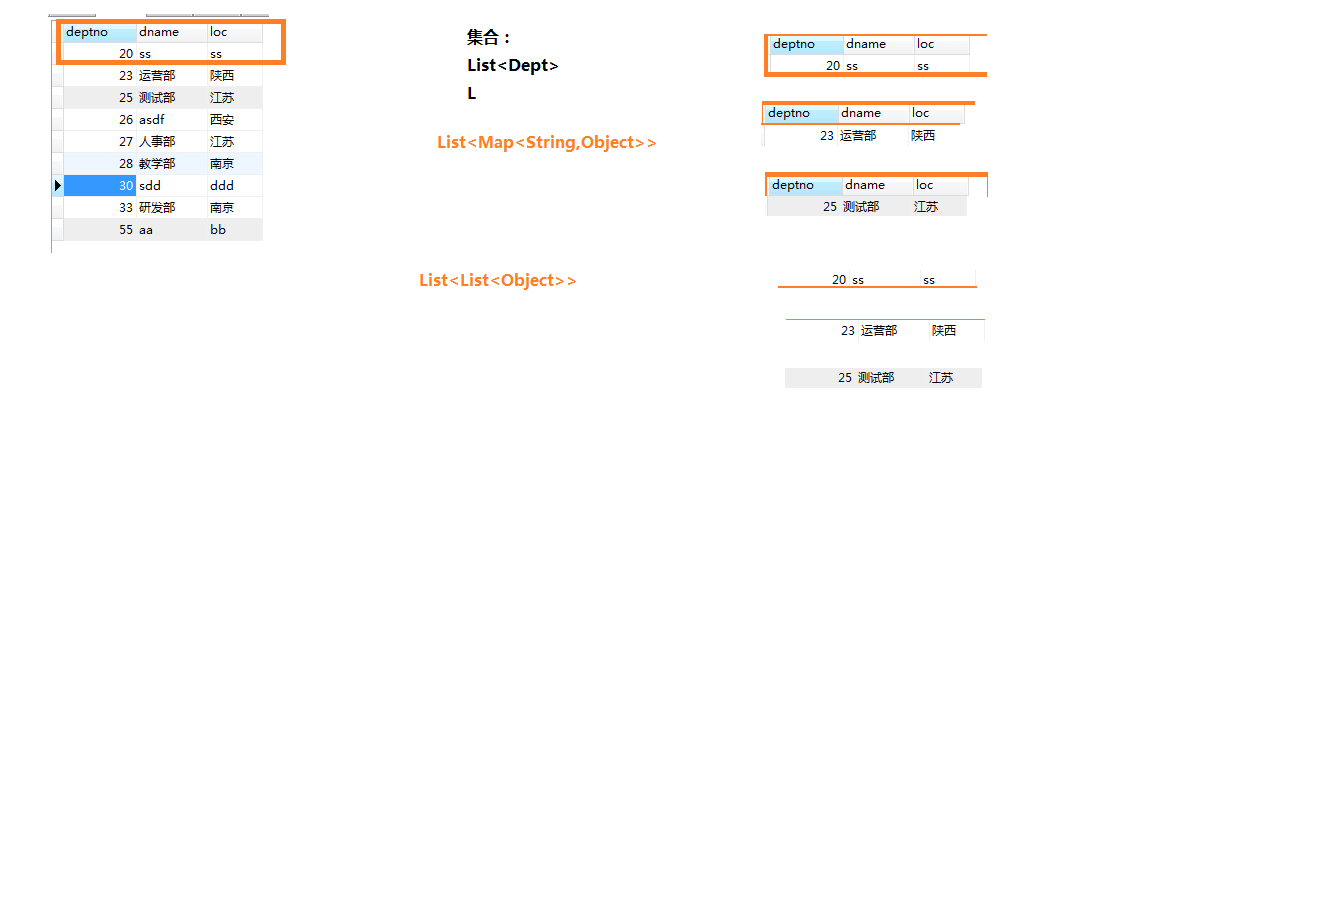 deptno dname loc
20 ss ss
23 运营部 陕西
25 测试部 江苏
26 asdf 西安
27 人事部 江苏
28 教学部 南京
30 sdd ddd
33 研发部 南京
55 aa bb
集合：
List<Dept>
L
List<Map<String,Object>>
List<List<Object>>
deptno dname loc
20 ss ss
deptno dname loc
23 运营部 陕西
deptno dname loc
25 测试部 江苏
20 ss ss
23 运营部 陕西
25 测试部 江苏